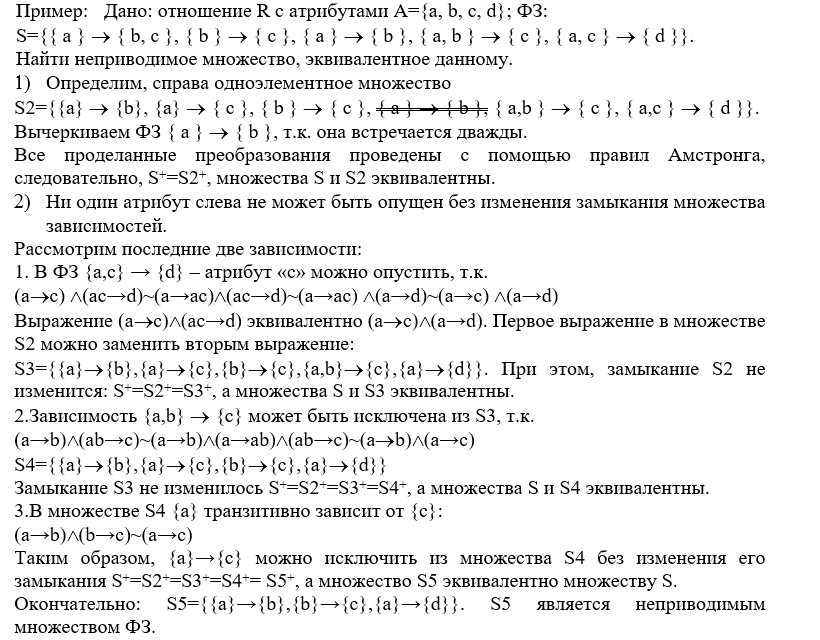 Пример: Дано: отношение R с атрибутами A={a, b, c, d}; ФЗ:
S={{ a } → { b, c }, { b } → { c }, { a } → { b }, { a, b } → { c }, { a, c } → { d }}.
Найти неприводимое множество, эквивалентное данному.
1) Определим, справа одноэлементное множество
S2={{a} → {b}, {a} → { c }, { b } → { c }, { a } → { b }, { a,b } → { c }, { a,c } → { d }}.
Вычеркиваем ФЗ { a } → { b }, т.к. она встречается дважды.
Все проделанные преобразования проведены с помощью правил Амстронга,
следовательно, S⁺=S2⁺, множества S и S2 эквивалентны.
2) Ни один атрибут слева не может быть опущен без изменения замыкания множества
зависимостей.
Рассмотрим последние две зависимости:
1. В ФЗ {a,c} → {d} – атрибут «c» можно опустить, т.к.
(a→c) ∧(ac→d)~(a→ac)∧(ac→d)~(a→ac) ∧(a→d)~(a→c) ∧(a→d)
Выражение (a→c)∧(ac→d) эквивалентно (a→c)∧(a→d). Первое выражение в множестве
S2 можно заменить вторым выражение:
S3={{a}→{b},{a}→{c},{b}→{c},{a,b}→{c},{a}→{d}}. При этом, замыкание S2 не
изменится: S⁺=S2⁺=S3⁺, а множества S и S3 эквивалентны.
2.Зависимость {a,b} → {c} может быть исключена из S3, т.к.
(a→b)∧(ab→c)~(a→b)∧(a→ab)∧(ab→c)~(a→b)∧(a→c)
S4={{a}→{b},{a}→{c},{b}→{c},{a}→{d}}
Замыкание S3 не изменилось S⁺=S2⁺=S3⁺=S4⁺, а множества S и S4 эквивалентны.
3.В множестве S4 {a} транзитивно зависит от {c}:
(a→b)∧(b→c)~(a→c)
Таким образом, {a}→{c} можно исключить из множества S4 без изменения его
замыкания S⁺=S2⁺=S3⁺=S4⁺= S5⁺, а множество S5 эквивалентно множеству S.
Окончательно: S5={{a}→{b},{b}→{c},{a}→{d}}. S5 является неприводимым
множеством ФЗ.